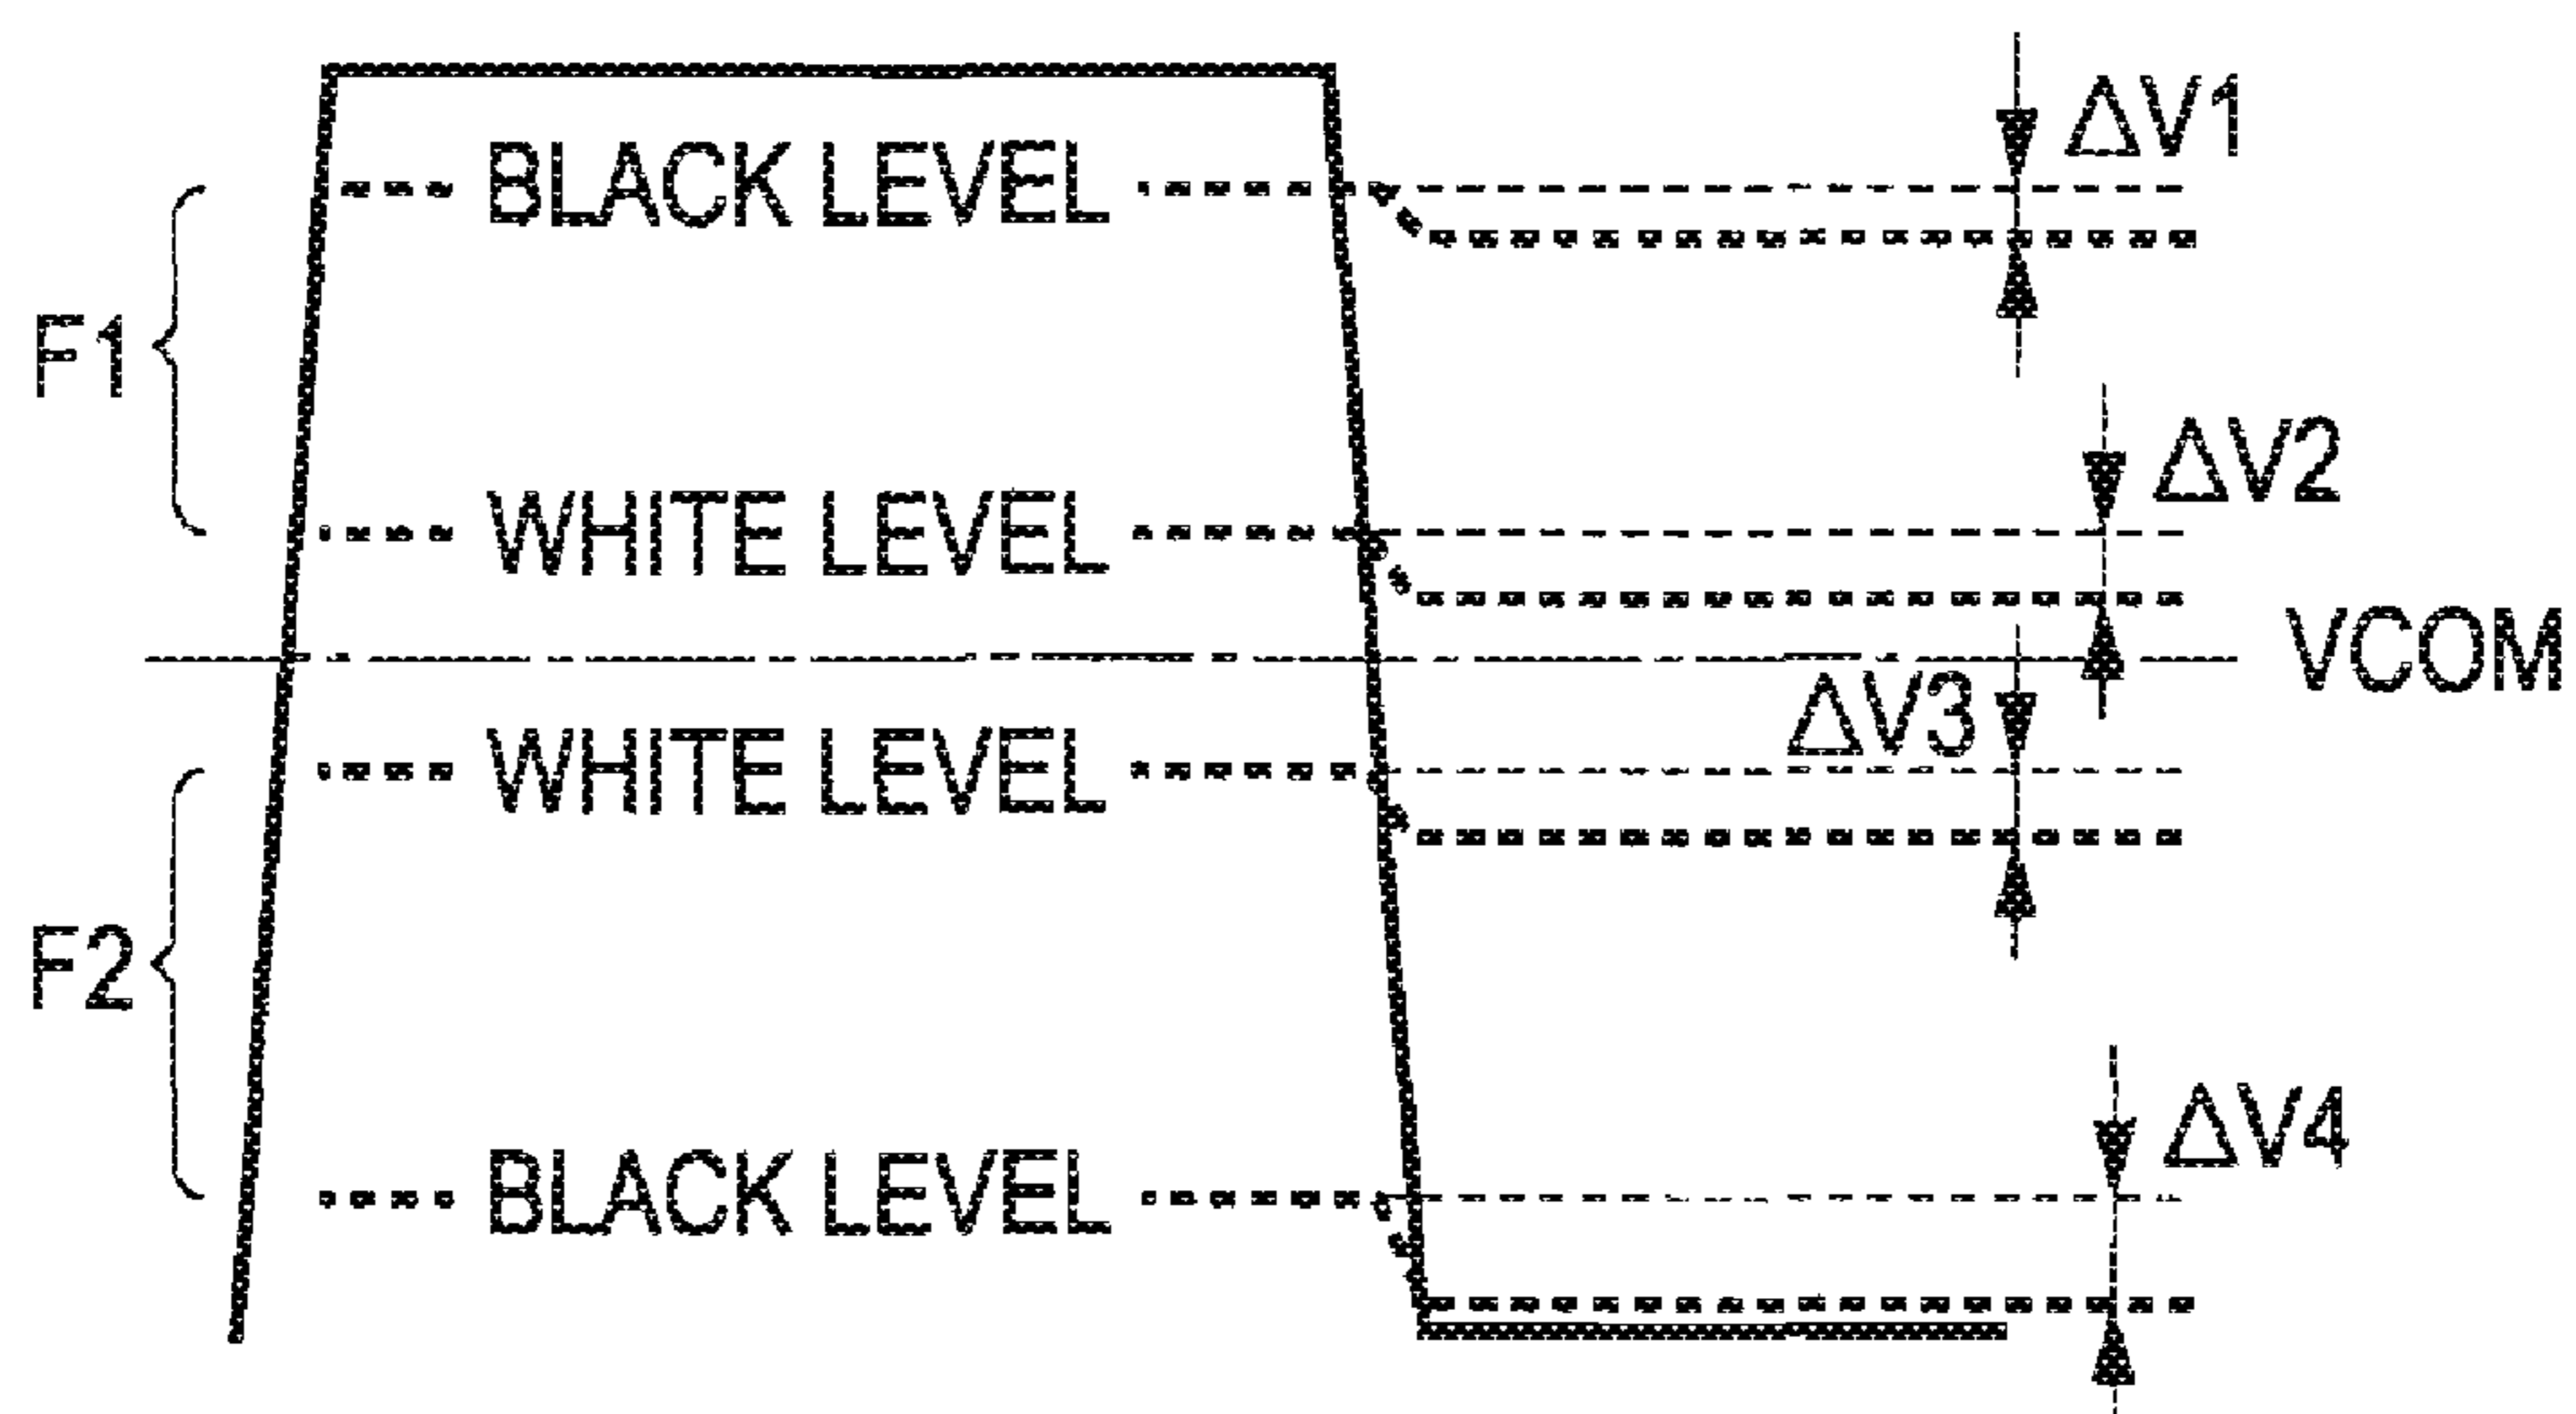 ΔV1
BLACK LEVEL
F1
ΔV2
WHITE LEVEL
VCOM
ΔV3
WHITE LEVEL
F2
ΔV4
BLACK LEVEL